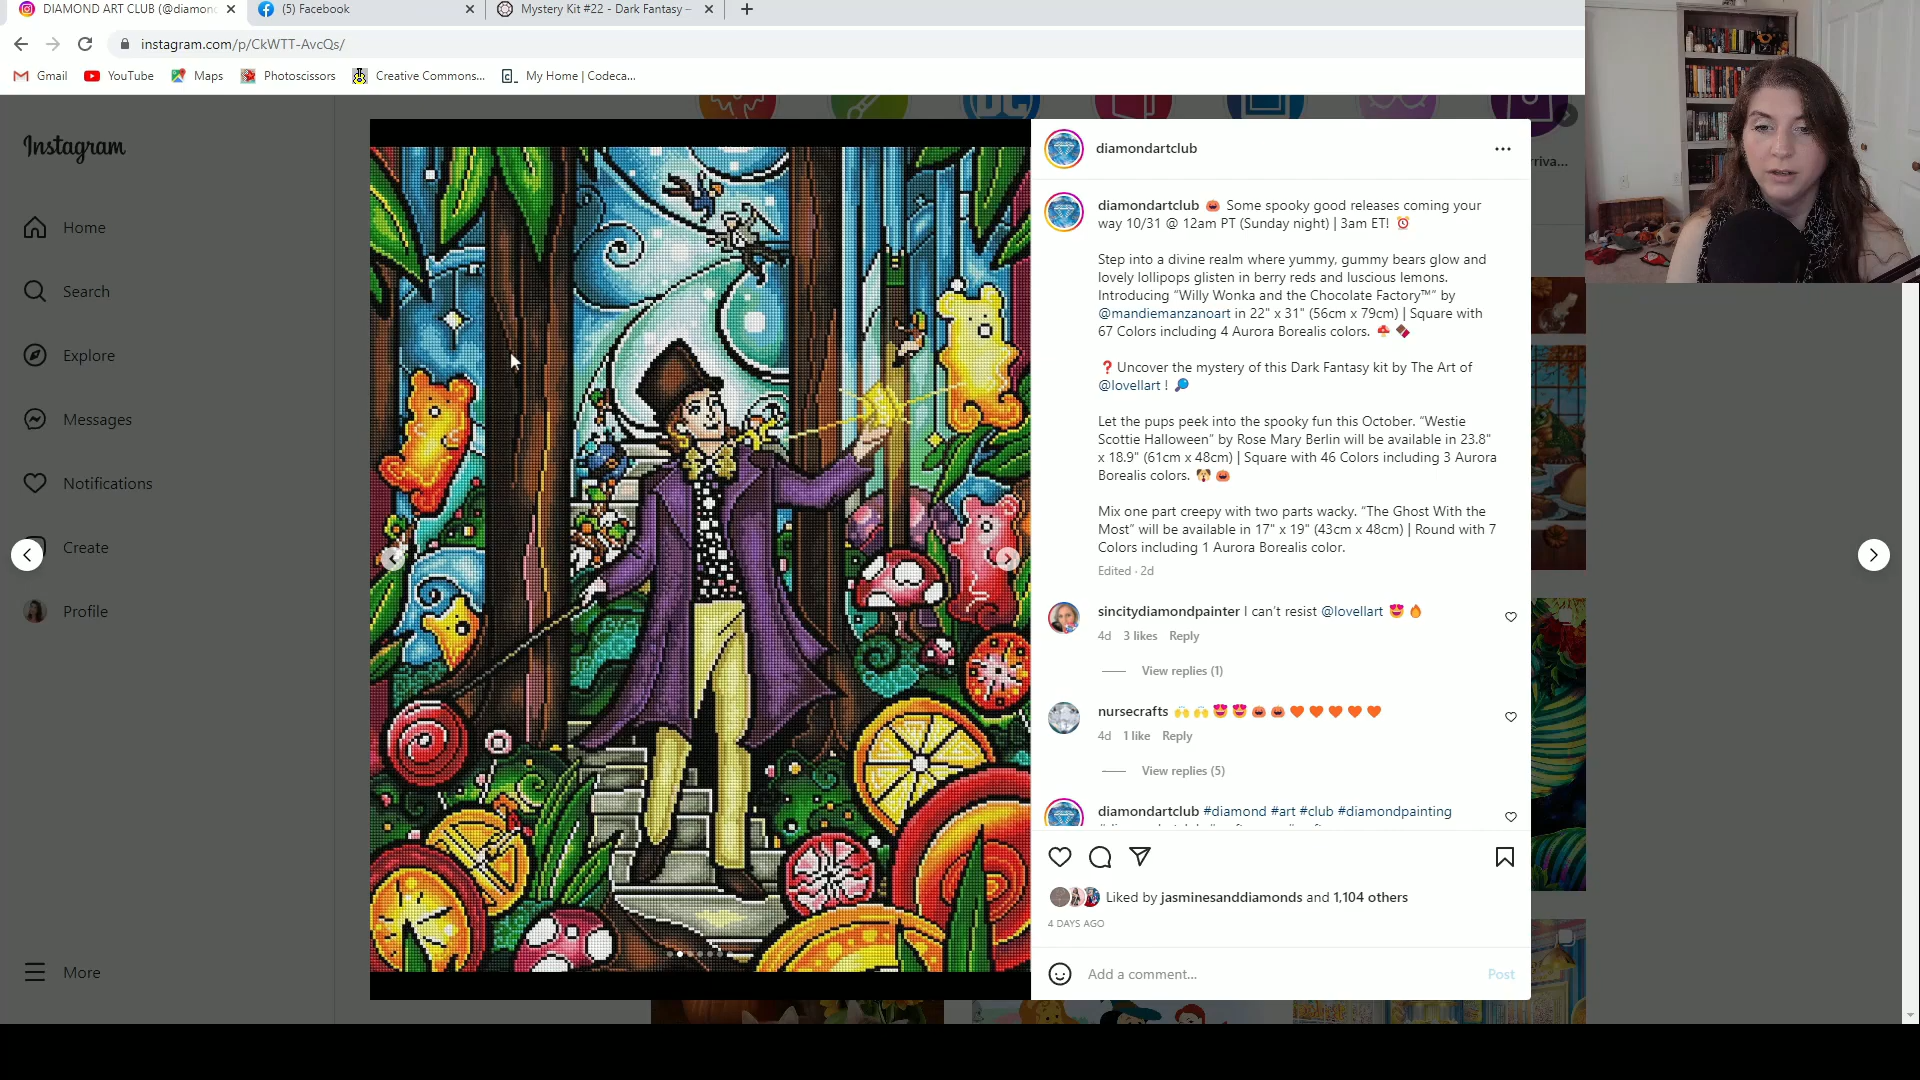 DIAMOND ART CLUB (@diamon
(5) Facebook
Mystery Kit #22 - Dark Fantasy –
instagram.com/p/CkWTT-AvcQs/
Gmail
YouTube
Maps
Photoscissors
Creative Commons...
My Home | Codeca...
Instagram
Home
Search
Explore
Messages
Notifications
Create
Profile
More
DC
rriva...
diamondartclub
diamondartclub 🎃 Some spooky good releases coming your
way 10/31 @ 12am PT (Sunday night) | 3am ET! ⏰
Step into a divine realm where yummy, gummy bears glow and
lovely lollipops glisten in berry reds and luscious lemons.
Introducing “Willy Wonka and the Chocolate Factory™“ by
@mandiemanzanoart in 22" x 31" (56cm x 79cm) | Square with
67 Colors including 4 Aurora Borealis colors. 🍄 🍫
❓ Uncover the mystery of this Dark Fantasy kit by The Art of
@lovellart ! 🔎
Let the pups peek into the spooky fun this October. “Westie
Scottie Halloween” by Rose Mary Berlin will be available in 23.8"
x 18.9" (61cm x 48cm) | Square with 46 Colors including 3 Aurora
Borealis colors. 🐶 🎃
Mix one part creepy with two parts wacky. “The Ghost With the
Most” will be available in 17" x 19" (43cm x 48cm) | Round with 7
Colors including 1 Aurora Borealis color.
Edited · 2d
sincitydiamondpainter I can’t resist @lovellart 😍 🔥
4d 3 likes Reply
View replies (1)
nursecrafts 🙌 🙌 😍 😍 🎃 🎃 🧡 🧡 🧡 🧡 🧡
4d 1 like Reply
View replies (5)
diamondartclub #diamond #art #club #diamondpainting
Liked by jasminesanddiamonds and 1,104 others
4 DAYS AGO
Add a comment...
Post